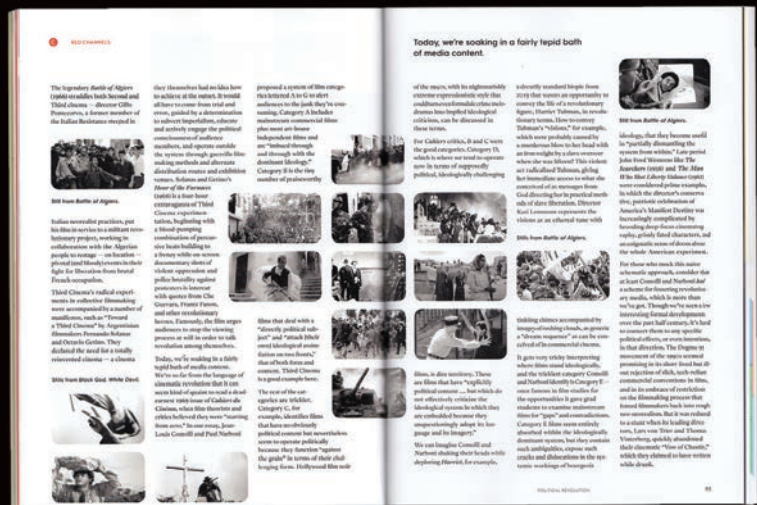 RED CHANNELS
The legendary Battle of Algiers
(1966) straddles both Second and
Third cinema — director Gillo
Pontecorvo, a former member of
the Italian Resistance steeped in
Still from Battle of Algiers.
Italian neorealist practices, put
his film in service to a militant revo-
lutionary project, working in
collaboration with the Algerian
people to restage — on location —
pivotal (and bloody) events in their
fight for liberation from brutal
French occupation.
Third Cinema's radical experi-
ments in collective filmmaking
were accompanied by a number of
manifestos, such as "Toward
a Third Cinema" by Argentinian
filmmakers Fernando Solanas
and Octavio Getino. They
declared the need for a totally
reinvented cinema — a cinema
Stills from Black God, White Devil.
they themselves had no idea how
to achieve at the outset. It would
all have to come from trial and
error, guided by a determination
to subvert imperialism, educate
and actively engage the political
consciousness of audience
members, and operate outside
the system through guerrilla film-
making methods and alternate
distribution routes and exhibition
venues. Solanas and Getino's
Hour of the Furnaces
(1968) is a four-hour
extravaganza of Third
Cinema experimen-
tation, beginning with
a blood-pumping
combination of percus-
sive beats building to
a frenzy while on-screen
documentary shots of
violent oppression and
police brutality against
protesters is intercut
with quotes from Che
Guevara, Frantz Fanon,
and other revolutionary
heroes. Famously, the film urges
audiences to stop the viewing
process at will in order to talk
revolution among themselves.
Today, we're soaking in a fairly
tepid bath of media content.
We're so far from the language of
cinematic revolution that it can
seem kind of quaint to read a dead-
earnest 1969 issue of Cahiers du
Cinéma, when film theorists and
critics believed they were "starting
from zero." In one essay, Jean-
Louis Comolli and Paul Narboni
proposed a system of film catego-
ries lettered A to G to alert
audiences to the junk they're con-
suming. Category A includes
mainstream commercial films
plus most art-house
independent films and
are "imbued through
and through with the
dominant ideology."
Category B is the tiny
number of praiseworthy
films that deal with a
"directly political sub-
ject" and "attack [their
own] ideological assim-
ilation on two fronts,"
that of both form and
content. Third Cinema
is a good example here.
The rest of the cat-
egories are trickier.
Category C, for
example, identifies films
that have no obviously
political content but nevertheless
seem to operate politically
because they function "against
the grain" in terms of their chal-
lenging form. Hollywood film noir
Today, we're soaking in a fairly tepid bath
of media content.
of the 1940s, with its nightmarishly
extreme expressionistic style
that could turn even formulaic crime melo-
dramas into implied ideological
criticism, can be discussed in
these terms.
For Cahiers critics, B and C were
the good categories. Category D,
which is where we tend to operate
now in terms of supposedly
political, ideologically challenging
films, is dire territory. These
are films that have "explicitly
political content … but which do
not effectively criticize the
ideological system in which they
are embedded because they
unquestioningly adopt its lan-
guage and its imagery."
We can imagine Comolli and
Narboni shaking their heads while
deploring Harriet, for example,
a dreadly standard biopic from
2019 that wastes an opportunity to
convey the life of a revolutionary
figure, Harriet Tubman, in revolu-
tionary terms. How to convey
Tubman's "visions," for example,
which were probably caused by
a murderous blow to her head with
an iron weight by a slave overseer
when she was fifteen? This violent
act radicalized Tubman, giving
her immediate access to what she
conceived of as messages from
God directing her in practical meth-
ods of slave liberation. Director
Kasi Lemmons represents the
visions as an ethereal tune with
Stills from Battle of Algiers.
tinkling chimes accompanied by
imagery of rushing clouds, as generic
a "dream sequence" as can be con-
ceived of in commercial cinema.
It gets very tricky interpreting
where films stand ideologically,
and the trickiest category Comolli
and Narboni identify is Category E —
once famous in film studies for
the opportunities it gave grad
students to examine mainstream
films for "gaps" and contradictions.
Category E films seem entirely
absorbed within the ideologically
dominant system, but they contain
such ambiguities, expose such
cracks and dislocations in the sys-
temic workings of bourgeois
Still from Battle of Algiers.
ideology, that they become useful
in "partially dismantling the
system from within." Late-period
John Ford Westerns like The
Searchers (1956) and The Man
Who Shot Liberty Valance (1962)
were considered prime example,
in which the director's conserva-
tive, patriotic celebration of
America's Manifest Destiny was
increasingly complicated by
brooding deep-focus cinematog-
raphy, grimly fated characters, and
an enigmatic sense of doom about
the whole American experiment.
For those who mock this naive
schematic approach, consider that
at least Comolli and Narboni had
a scheme for fostering revolution-
ary media, which is more than
we've got. Though we've seen a few
interesting formal developments
over the past half century, it's hard
to connect them to any specific
political effects, or even intentions,
in that direction. The Dogma 95
movement of the 1990s seemed
promising in its short-lived but all-
out rejection of slick, tech-reliant
commercial conventions in film,
and in its embrace of restriction
on the filmmaking process that
forced filmmakers back into rough
neo-neorealism. But it was reduced
to a stunt when its leading direc-
tors, Lars von Trier and Thomas
Vinterberg, quickly abandoned
their cinematic "Vow of Chastity,"
which they claimed to have written
while drunk.
POLITICAL REVOLUTION